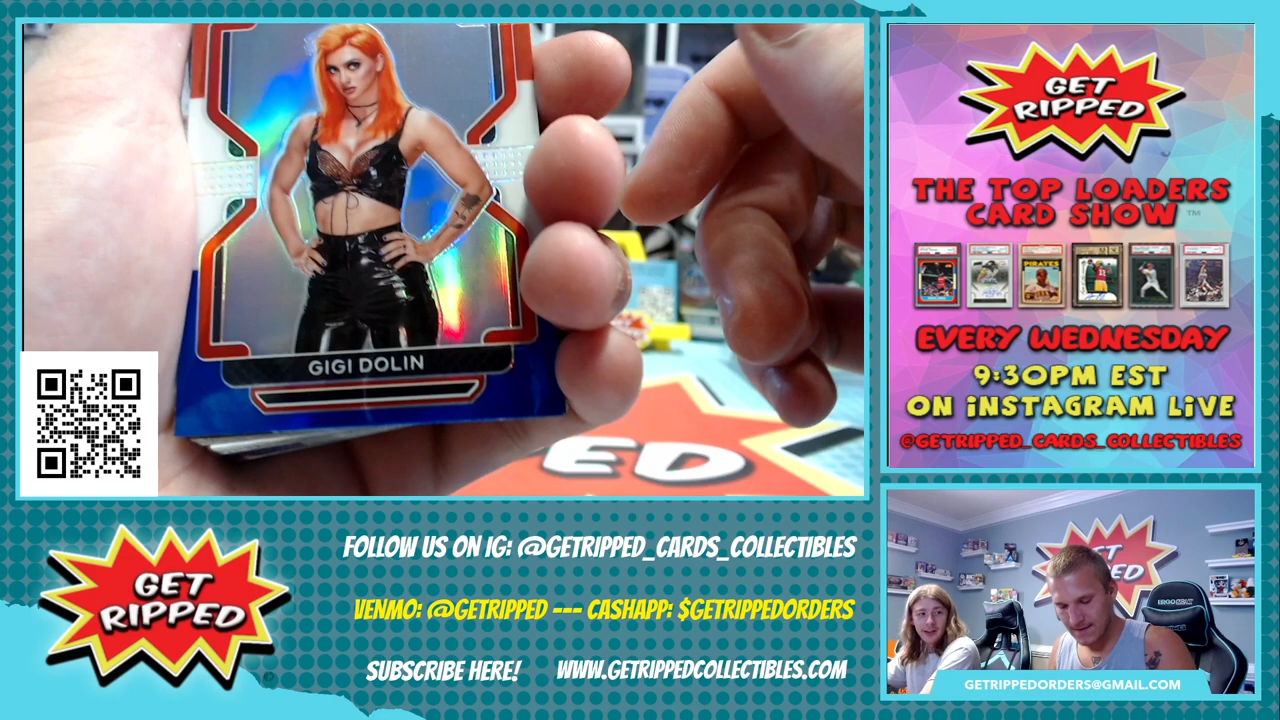 GIGI DOLIN
ED
GET
RIPPED
THE TOP LOADERS
CARD SHOW ™
PIRATES
EVERY WEDNESDAY
9:30PM EST
ON INSTAGRAM LIVE
@GETRIPPED_CARDS_COLLECTIBLES
GET
RIPPED
FOLLOW US ON IG: @GETRIPPED_CARDS_COLLECTIBLES
VENMO: @GETRIPPED --- CASHAPP: $GETRIPPEDORDERS
SUBSCRIBE HERE! WWW.GETRIPPEDCOLLECTIBLES.COM
GETRIPPEDORDERS@GMAIL.COM